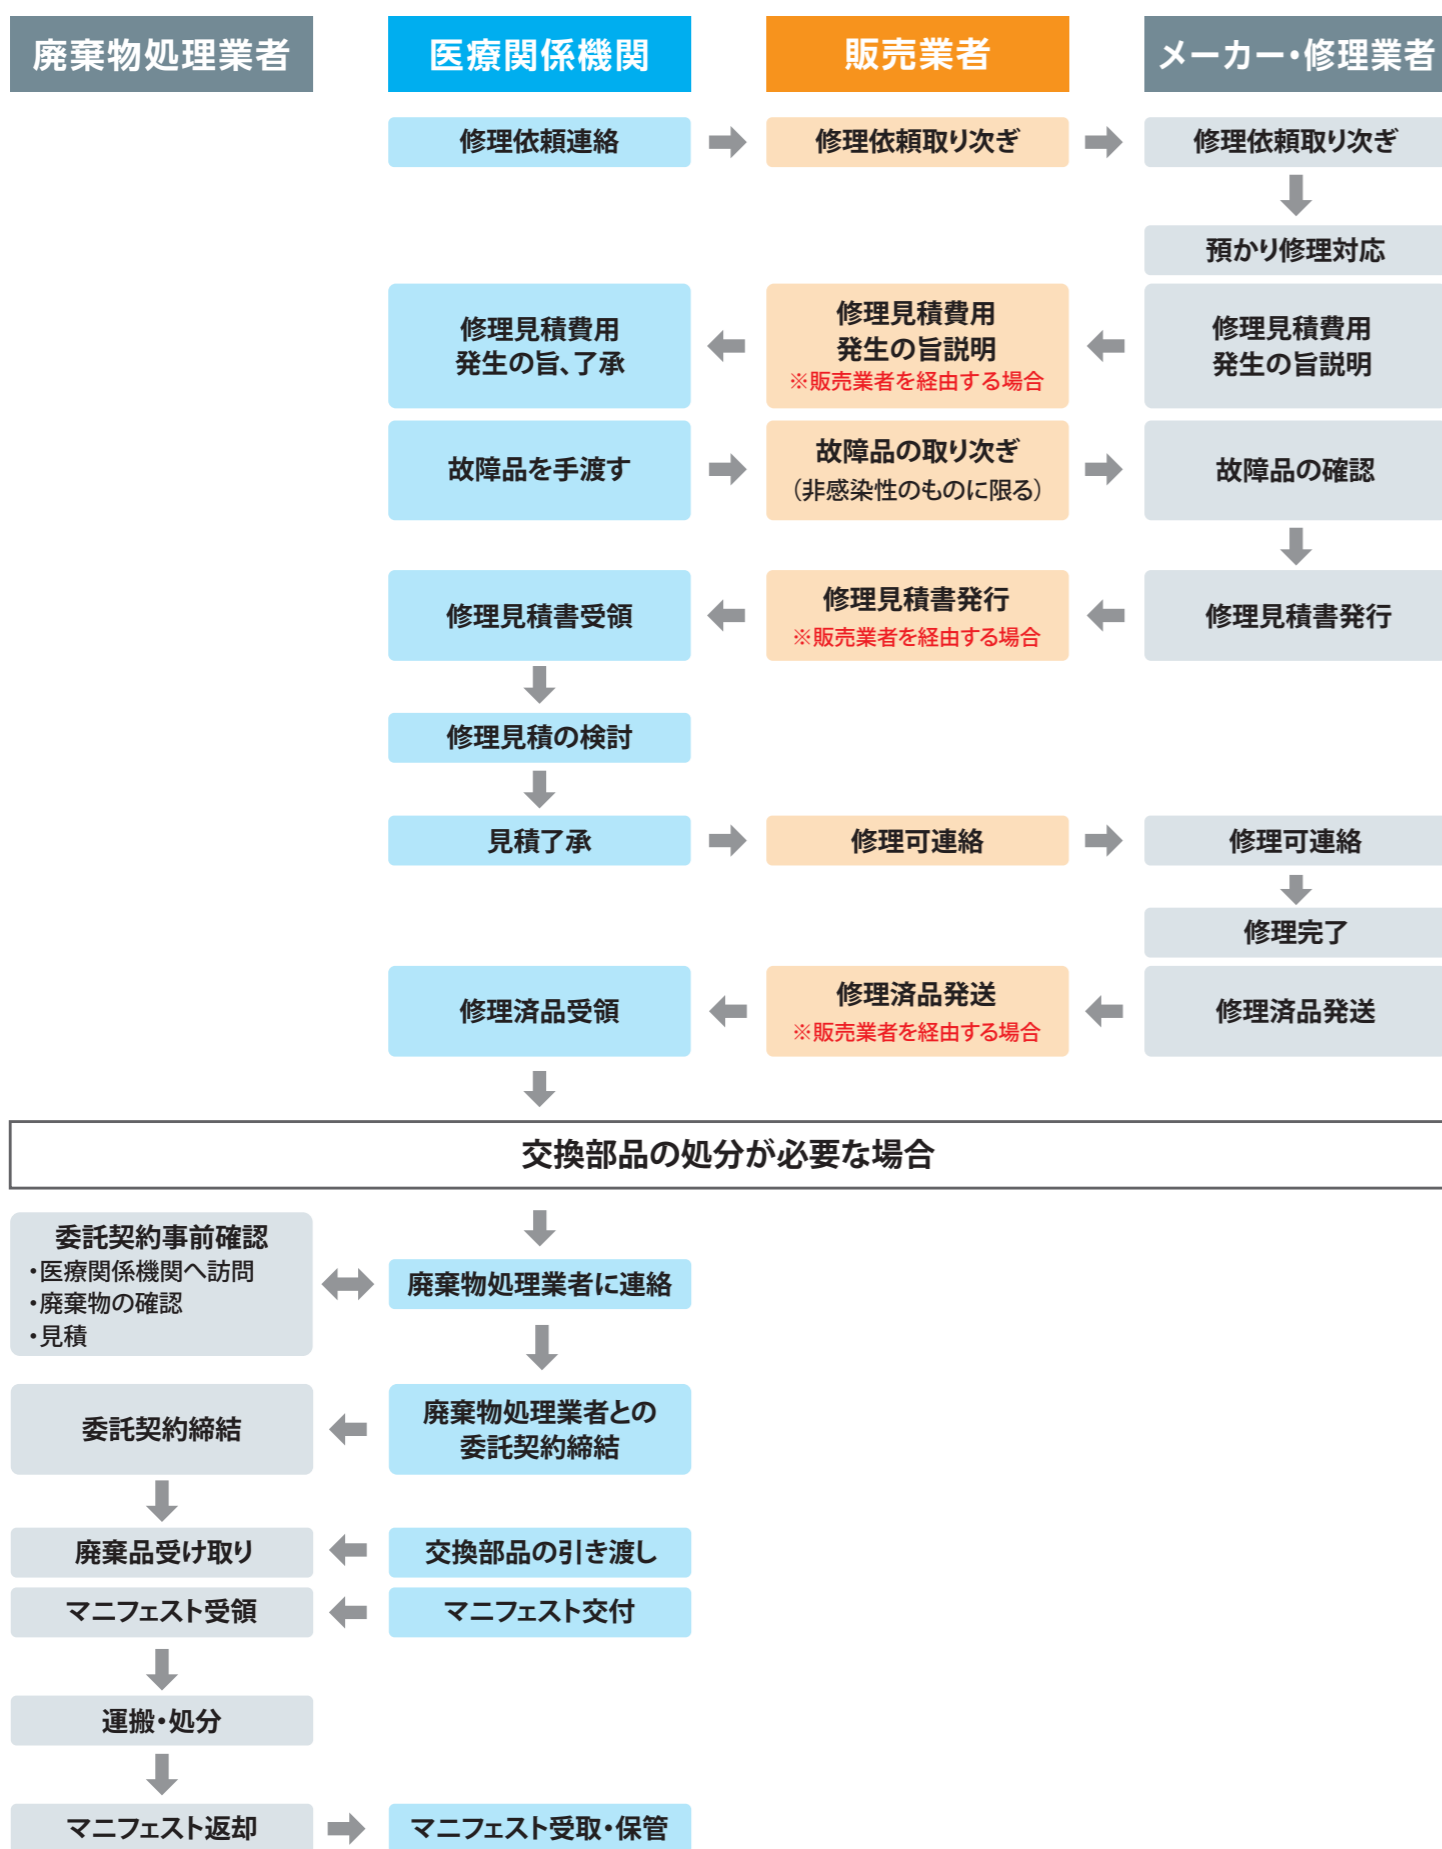 廃棄物処理業者
医療関係機関
販売業者
メーカー・修理業者
修理依頼連絡
修理依頼取り次ぎ
修理依頼取り次ぎ
預かり修理対応
修理見積費用
発生の旨、了承
修理見積費用
発生の旨説明
※販売業者を経由する場合
修理見積費用
発生の旨説明
故障品を手渡す
故障品の取り次ぎ
（非感染性のものに限る）
故障品の確認
修理見積書受領
修理見積書発行
※販売業者を経由する場合
修理見積書発行
修理見積の検討
見積了承
修理可連絡
修理可連絡
修理完了
修理済品受領
修理済品発送
※販売業者を経由する場合
修理済品発送
交換部品の処分が必要な場合
委託契約事前確認
・医療関係機関へ訪問
・廃棄物の確認
・見積
廃棄物処理業者に連絡
委託契約締結
廃棄物処理業者との
委託契約締結
廃棄品受け取り
交換部品の引き渡し
マニフェスト受領
マニフェスト交付
運搬・処分
マニフェスト返却
マニフェスト受取・保管